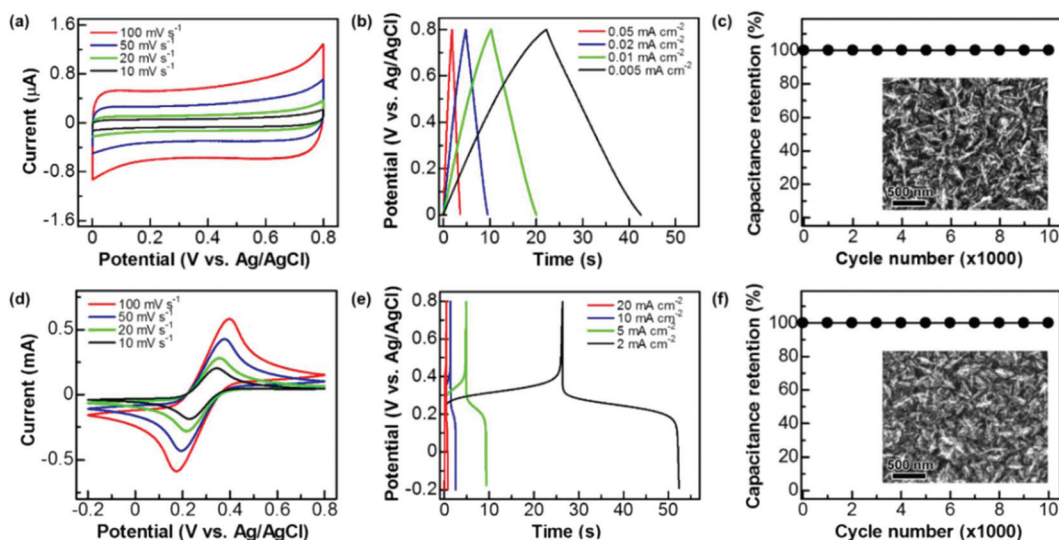 (a)
1.6
0.8
0
-0.8
-1.6
Current (μA)
100 mV s⁻¹
50 mV s⁻¹
20 mV s⁻¹
10 mV s⁻¹
0 0.2 0.4 0.6 0.8
Potential (V vs. Ag/AgCl)
(b)
0.8
0.6
0.4
0.2
0
Potential (V vs. Ag/AgCl)
0.05 mA cm⁻²
0.02 mA cm⁻²
0.01 mA cm⁻²
0.005 mA cm⁻²
0 10 20 30 40 50
Time (s)
(c)
100
80
60
40
20
0
Capacitance retention (%)
500 nm
0 2 4 6 8 10
Cycle number (x1000)
(d)
0.5
0
-0.5
Current (mA)
100 mV s⁻¹
50 mV s⁻¹
20 mV s⁻¹
10 mV s⁻¹
-0.2 0 0.2 0.4 0.6 0.8
Potential (V vs. Ag/AgCl)
(e)
0.8
0.6
0.4
0.2
0
-0.2
Potential (V vs. Ag/AgCl)
20 mA cm⁻²
10 mA cm⁻²
5 mA cm⁻²
2 mA cm⁻²
0 10 20 30 40 50
Time (s)
(f)
100
80
60
40
20
0
Capacitance retention (%)
500 nm
0 2 4 6 8 10
Cycle number (x1000)